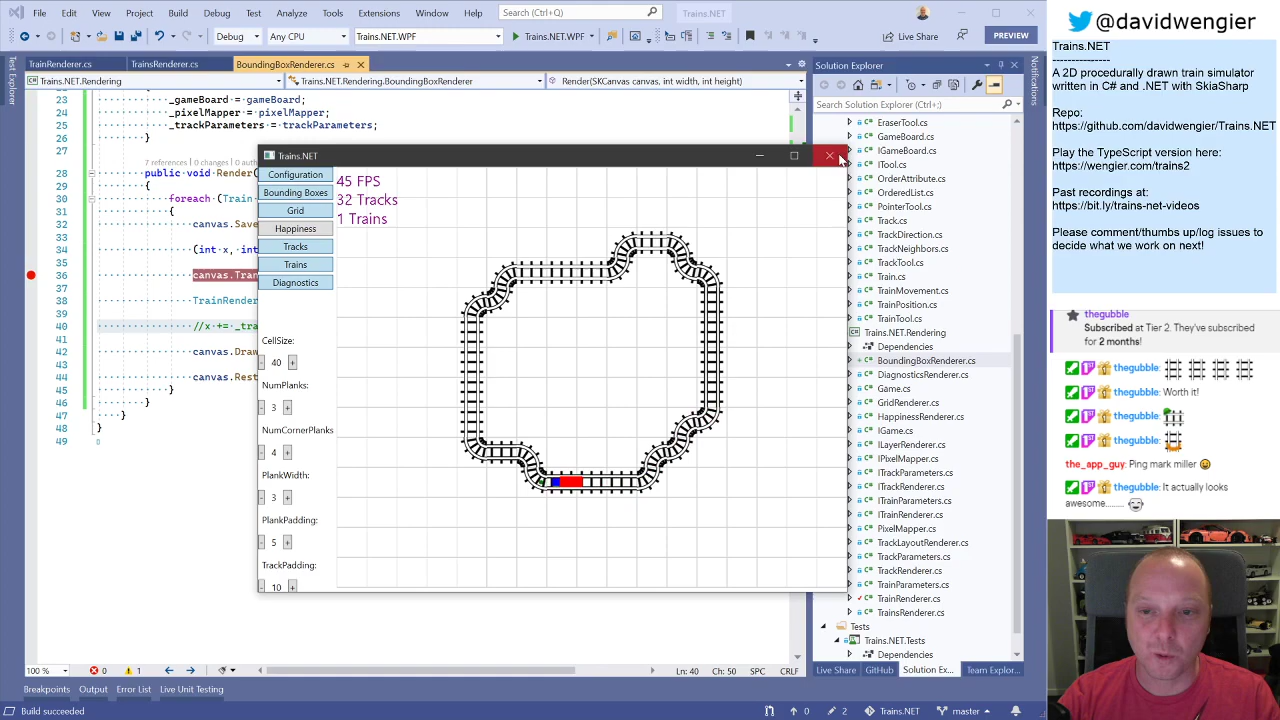 File
Edit
View
Git
Project
Build
Debug
Test
Analyze
Tools
Extensions
Window
Help
Search (Ctrl+Q)
Trains.NET
Debug
Any CPU
Trains.NET.WPF
Trains.NET.WPF
Live Share
PREVIEW
Test Explorer
TrainRenderer.cs
TrainsRenderer.cs
BoundingBoxRenderer.cs
Trains.NET.Rendering
Trains.NET.Rendering.BoundingBoxRenderer
Render(SKCanvas canvas, int width, int height)
23 _gameBoard = gameBoard;
24 _pixelMapper = pixelMapper;
25 _trackParameters = trackParameters;
26 }
27
7 references | 0 changes | 0 auth
28 public void Render(
29 {
30 foreach (Train
31 {
32 canvas.Save
33
34 (int x, int
35
36 canvas.Tran
37
38 TrainRender
39
40 //x += _tra
41
42 canvas.Draw
43
44 canvas.Rest
45 }
46 }
47 }
48 }
49
Trains.NET
Configuration
Bounding Boxes
Grid
Happiness
Tracks
Trains
Diagnostics
45 FPS
32 Tracks
1 Trains
CellSize:
- 40 +
NumPlanks:
- 3 +
NumCornerPlanks
- 4 +
PlankWidth:
- 3 +
PlankPadding:
- 5 +
TrackPadding:
- 10 +
Solution Explorer
Search Solution Explorer (Ctrl+;)
EraserTool.cs
GameBoard.cs
IGameBoard.cs
ITool.cs
OrderAttribute.cs
OrderedList.cs
PointerTool.cs
Track.cs
TrackDirection.cs
TrackNeighbors.cs
TrackTool.cs
Train.cs
TrainMovement.cs
TrainPosition.cs
TrainTool.cs
Trains.NET.Rendering
Dependencies
BoundingBoxRenderer.cs
DiagnosticsRenderer.cs
Game.cs
GridRenderer.cs
HappinessRenderer.cs
IGame.cs
ILayerRenderer.cs
IPixelMapper.cs
ITrackParameters.cs
ITrackRenderer.cs
ITrainParameters.cs
ITrainRenderer.cs
PixelMapper.cs
TrackLayoutRenderer.cs
TrackParameters.cs
TrackRenderer.cs
TrainParameters.cs
TrainRenderer.cs
TrainsRenderer.cs
Tests
Trains.NET.Tests
Dependencies
Live Share
GitHub
Solution Ex...
Team Explor...
Notifications
100 %
0
1
Ln: 40
Ch: 50
SPC
CRLF
Breakpoints
Output
Error List
Live Unit Testing
Build succeeded
0
2
Trains.NET
master
@davidwengier
Trains.NET
-------------
A 2D procedurally drawn train simulator
written in C# and .NET with SkiaSharp
Repo:
https://github.com/davidwengier/Trains.NET
Play the TypeScript version here:
https://wengier.com/trains2
Past recordings at:
https://bit.ly/trains-net-videos
Please comment/thumbs up/log issues to
decide what we work on next!
thegubble
Subscribed at Tier 2. They've subscribed
for 2 months!
thegubble:
thegubble: Worth it!
thegubble:
thegubble:
the_app_guy: Ping mark miller
thegubble: It actually looks
awesome.........